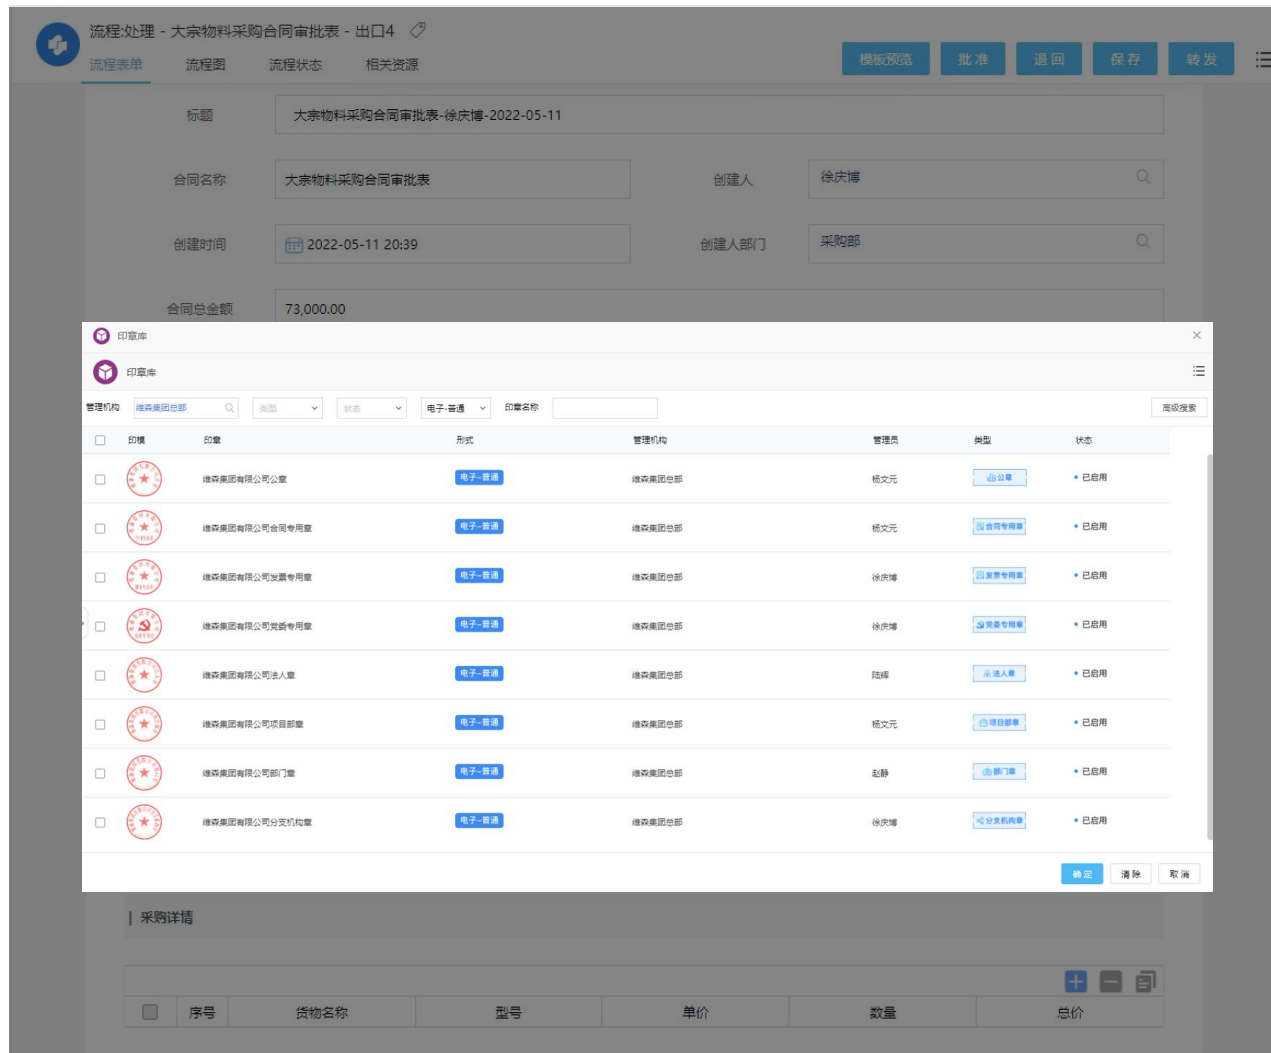 流程:处理 - 大宗物料采购合同审批表 - 出口4
流程表单 流程图 流程状态 相关资源 模板预览 批准 退回 保存 转发
标题 大宗物料采购合同审批表-徐庆博-2022-05-11
合同名称 大宗物料采购合同审批表 创建人 徐庆博
创建时间 2022-05-11 20:39 创建人部门 采购部
合同总金额 73,000.00
印章库
印章库
管理机构 维森集团总部 类型 状态 电子-普通 印章名称 高级搜索
印模 印章 形式 管理机构 管理员 类型 状态
维森集团有限公司公章 电子-普通 维森集团总部 杨文元 公章 已启用
维森集团有限公司合同专用章 电子-普通 维森集团总部 杨文元 合同专用章 已启用
维森集团有限公司发票专用章 电子-普通 维森集团总部 徐庆博 发票专用章 已启用
维森集团有限公司党委专用章 电子-普通 维森集团总部 徐庆博 党委专用章 已启用
维森集团有限公司法人章 电子-普通 维森集团总部 陆辉 法人章 已启用
维森集团有限公司项目部章 电子-普通 维森集团总部 杨文元 项目部章 已启用
维森集团有限公司部门章 电子-普通 维森集团总部 赵静 部门章 已启用
维森集团有限公司分支机构章 电子-普通 维森集团总部 徐庆博 分支机构章 已启用
确定 清除 取消
采购详情
序号 货物名称 型号 单价 数量 总价